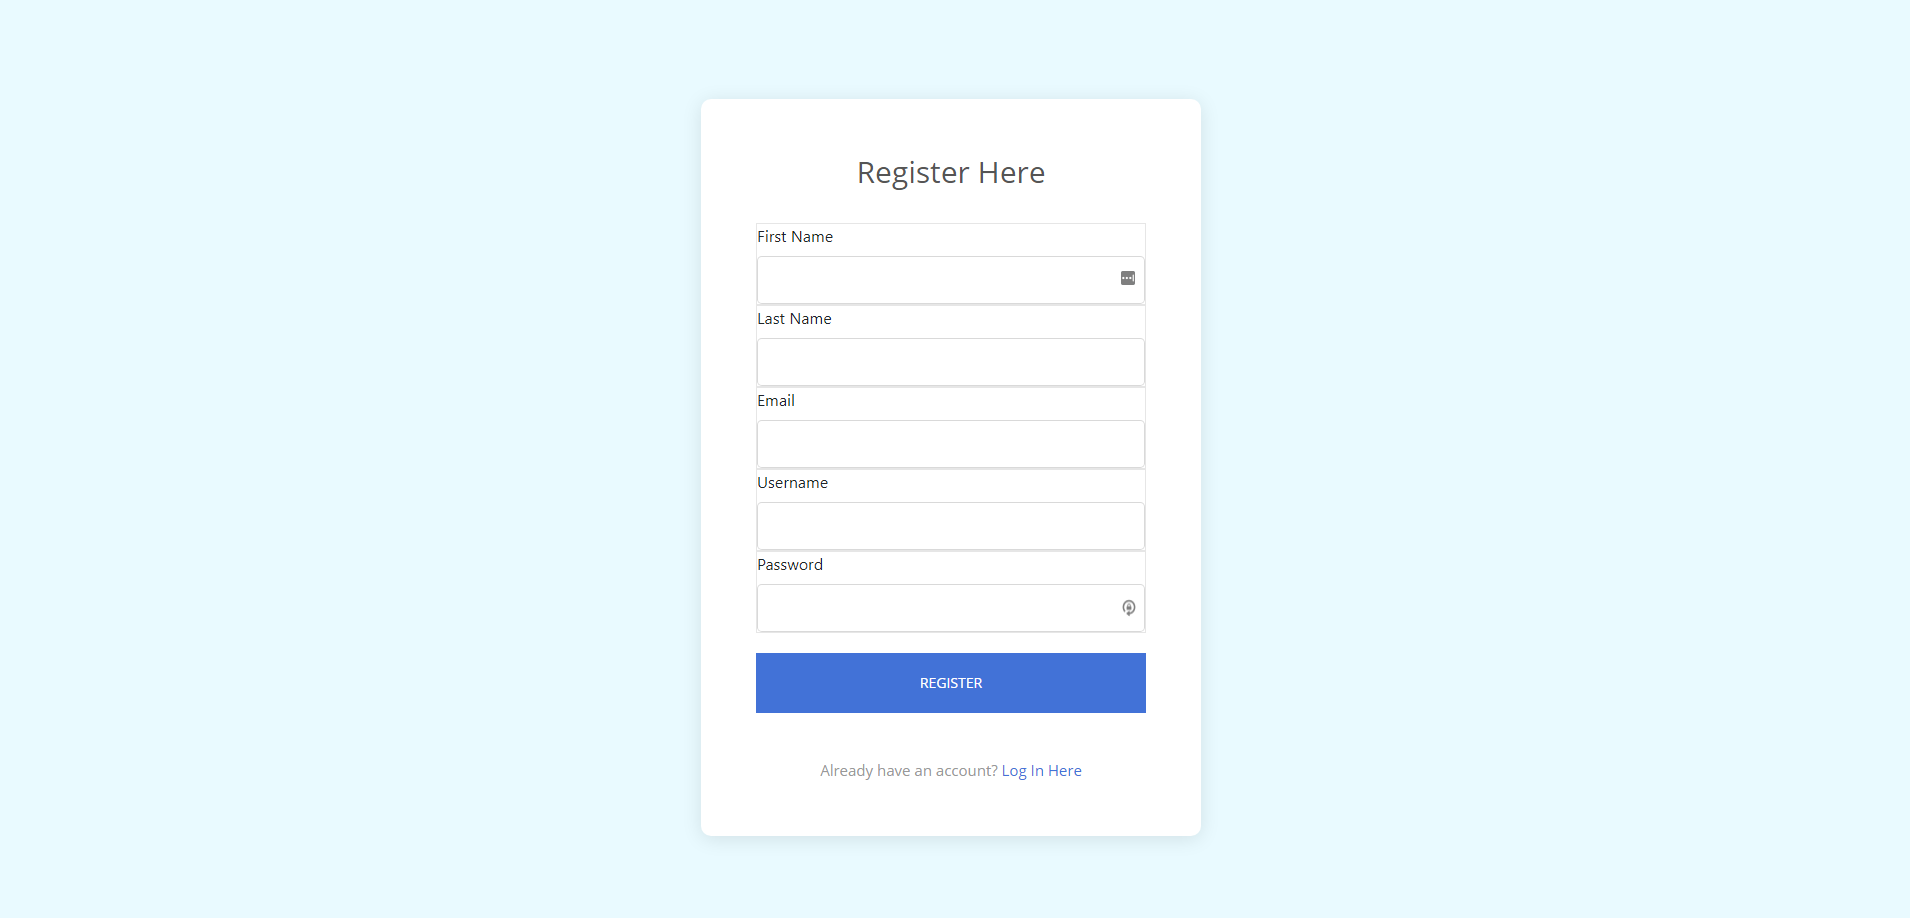 Register Here
First Name
Last Name
Email
Username
Password
REGISTER
Already have an account? Log In Here